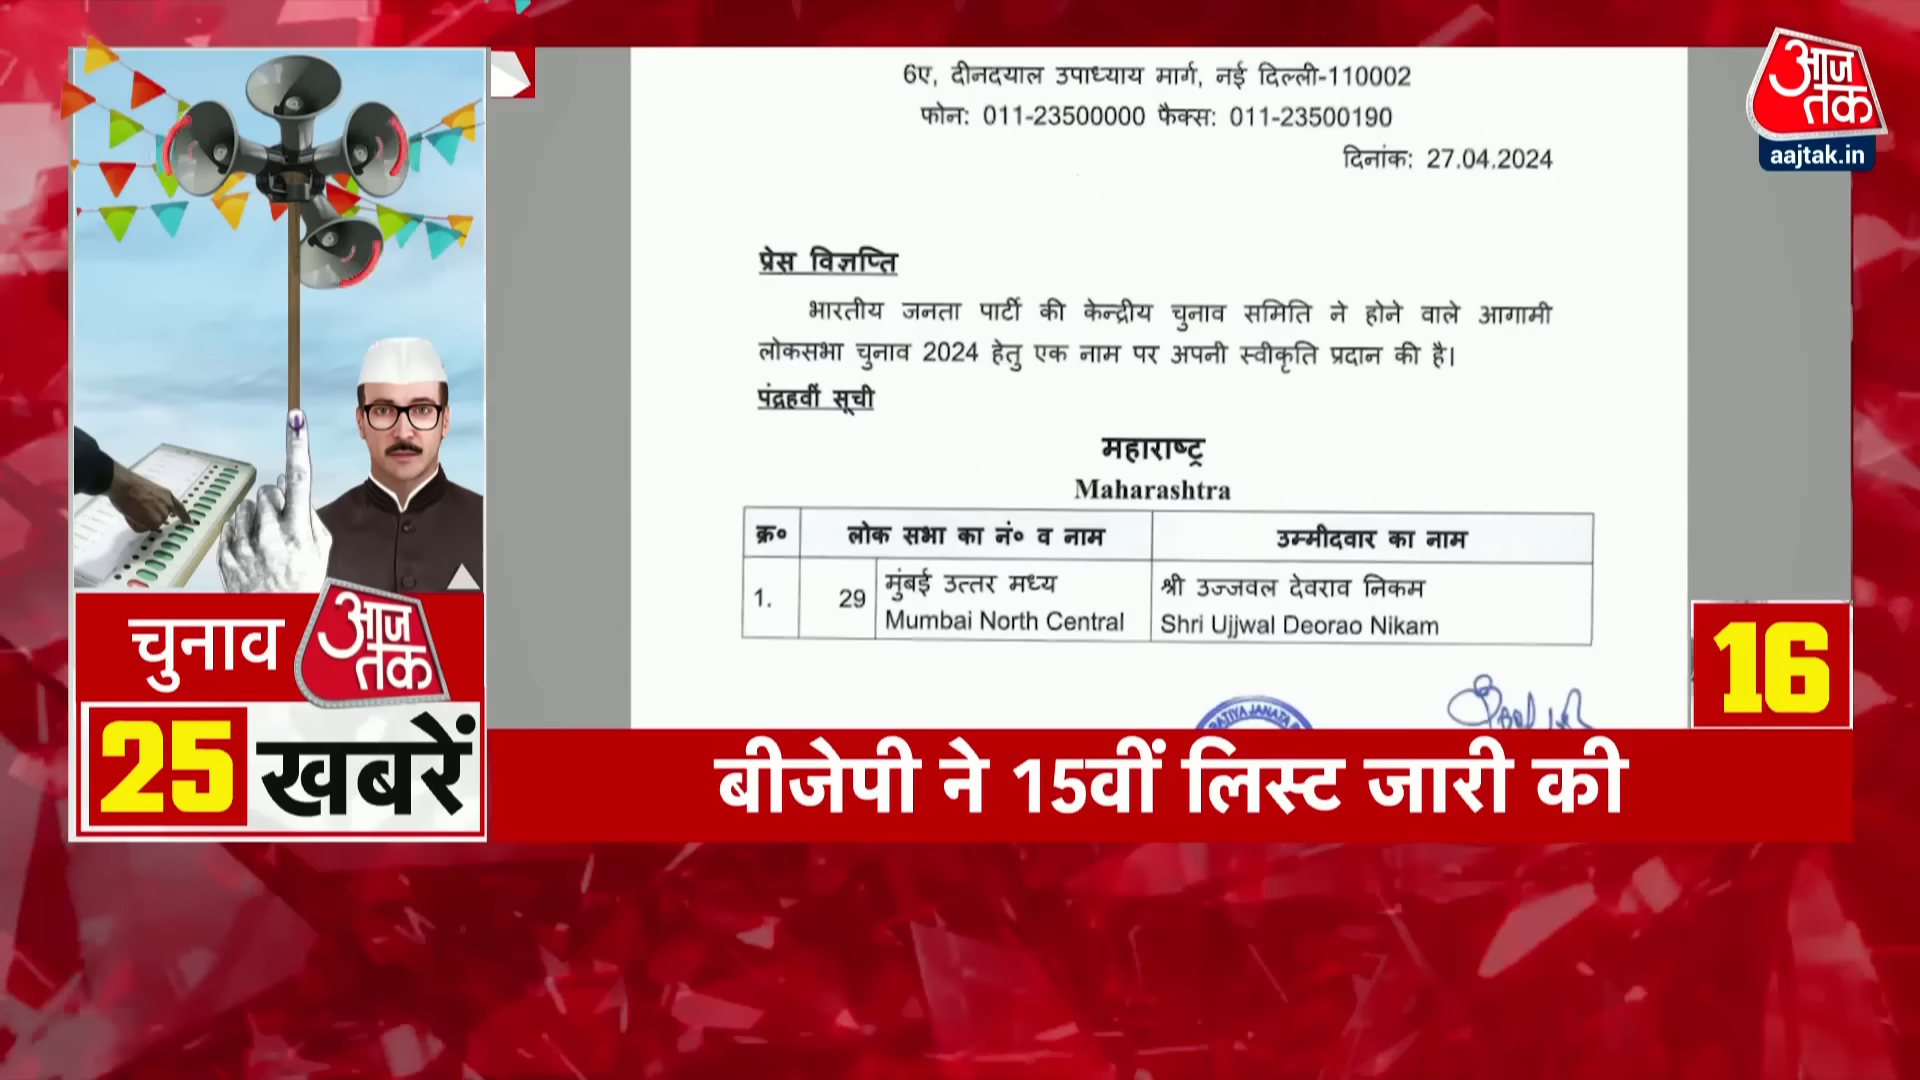 6ए, दीनदयाल उपाध्याय मार्ग, नई दिल्ली-110002
फोन: 011-23500000 फैक्स: 011-23500190
दिनांक: 27.04.2024
प्रेस विज्ञप्ति
भारतीय जनता पार्टी की केन्द्रीय चुनाव समिति ने होने वाले आगामी
लोकसभा चुनाव 2024 हेतु एक नाम पर अपनी स्वीकृति प्रदान की है।
पंद्रहवीं सूची
महाराष्ट्र
Maharashtra
क्र० लोक सभा का नं० व नाम उम्मीदवार का नाम
1. 29 मुंबई उत्तर मध्य श्री उज्जवल देवराव निकम
Mumbai North Central Shri Ujjwal Deorao Nikam
JANATA
आज
तक
aajtak.in
चुनाव
आज
तक
25 खबरें
16
बीजेपी ने 15वीं लिस्ट जारी की